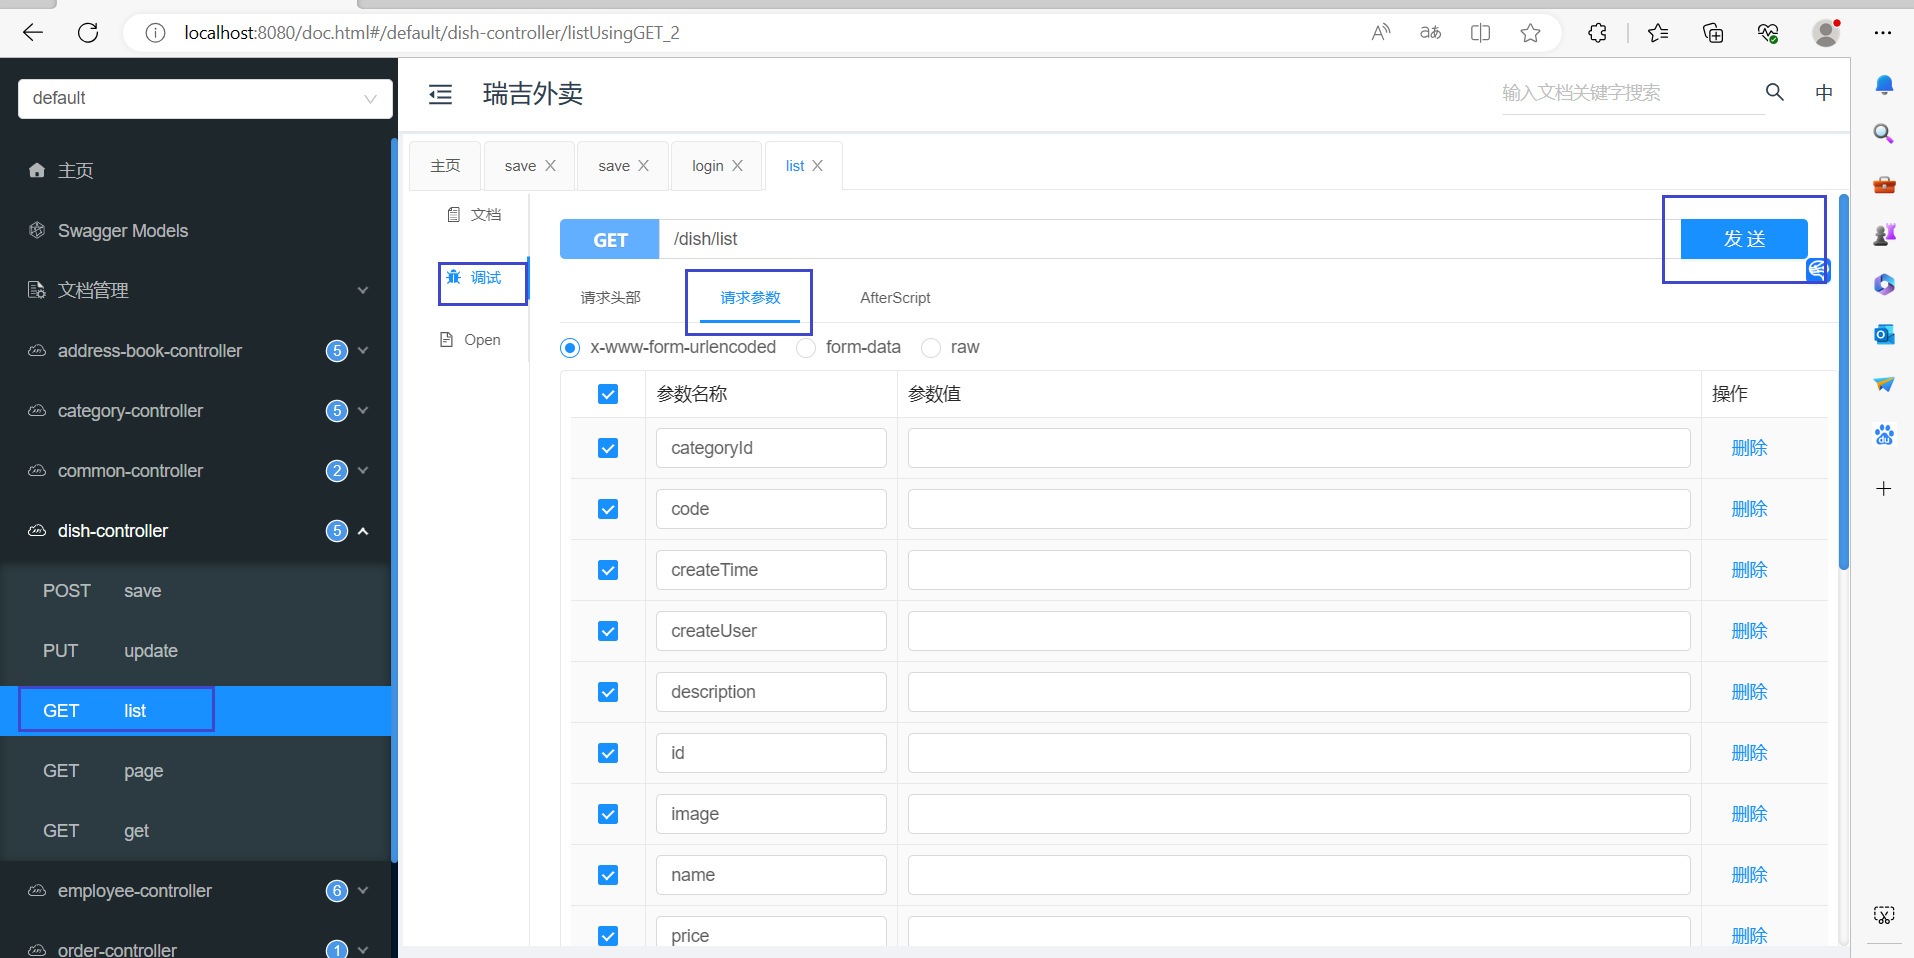 localhost:8080/doc.html#/default/dish-controller/listUsingGET_2
default
瑞吉外卖
输入文档关键字搜索
中
主页
Swagger Models
文档管理
address-book-controller 5
category-controller 5
common-controller 2
dish-controller 5
POST save
PUT update
GET list
GET page
GET get
employee-controller 6
order-controller 1
主页 save save login list
文档
调试
Open
GET /dish/list 发送
请求头部 请求参数 AfterScript
x-www-form-urlencoded form-data raw
参数名称 参数值 操作
categoryId 删除
code 删除
createTime 删除
createUser 删除
description 删除
id 删除
image 删除
name 删除
price 删除